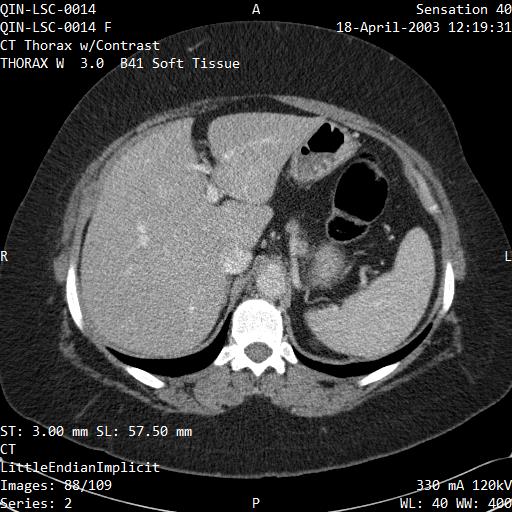 QIN-LSC-0014
A
Sensation 40
QIN-LSC-0014 F
18-April-2003 12:19:31
CT Thorax w/Contrast
THORAX W  3.0  B41 Soft Tissue
R
L
ST: 3.00 mm SL: 57.50 mm
CT
LittleEndianImplicit
Images: 88/109
330 mA 120kV
Series: 2
P
WL: 40 WW: 400